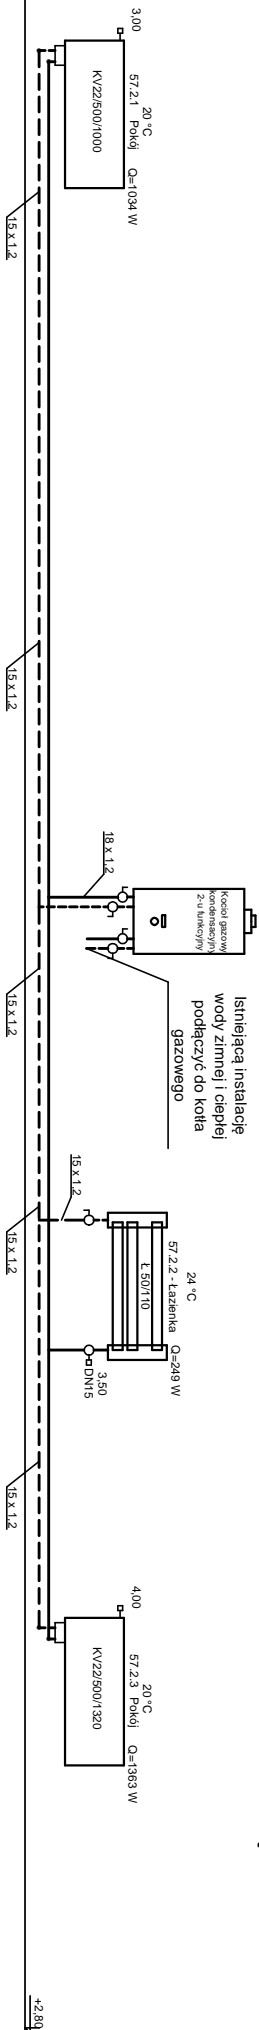 3,00
20 °C
57.2.1 Pokój Q=1034 W
KV22/500/1000
15 x 1,2
15 x 1,2
18 x 1,2
Kocioł gazowy
kondensacyjny
2-u funkcyjny
Istniejącą instalację
wody zimnej i ciepłej
podłączyć do kotła
gazowego
15 x 1,2
15 x 1,2
24 °C
57.2.2 - Łazienka Q=249 W
Ł 50/110
3,50
DN15
15 x 1,2
15 x 1,2
4,00
20 °C
57.2.3 Pokój Q=1363 W
KV22/500/1320
+2,80